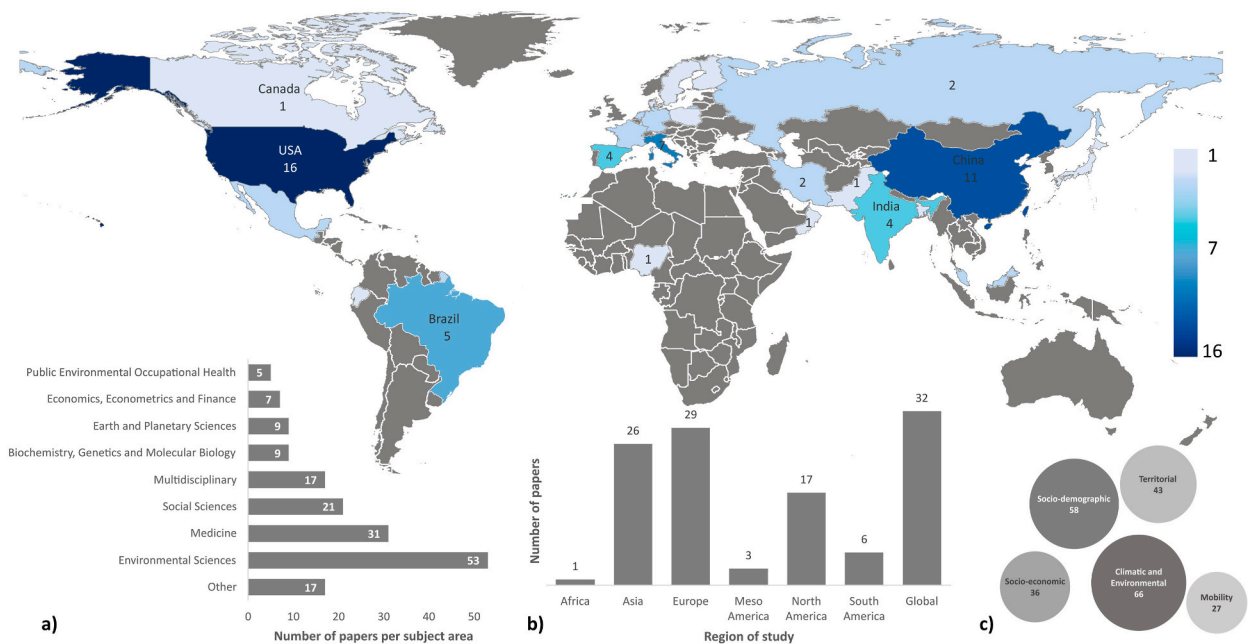 Canada
1
USA
16
Brazil
5
4
7
2
2
1
1
1
India
4
China
11
1
7
16
Public Environmental Occupational Health
5
Economics, Econometrics and Finance
7
Earth and Planetary Sciences
9
Biochemistry, Genetics and Molecular Biology
9
Multidisciplinary
17
Social Sciences
21
Medicine
31
Environmental Sciences
53
Other
17
0 10 20 30 40 50
Number of papers per subject area
a)
Number of papers
1
26
29
3
17
6
32
Africa
Asia
Europe
Meso
America
North
America
South
America
Global
Region of study
b)
Socio-demographic
58
Territorial
43
Socio-economic
36
Climatic and
Environmental
66
Mobility
27
c)